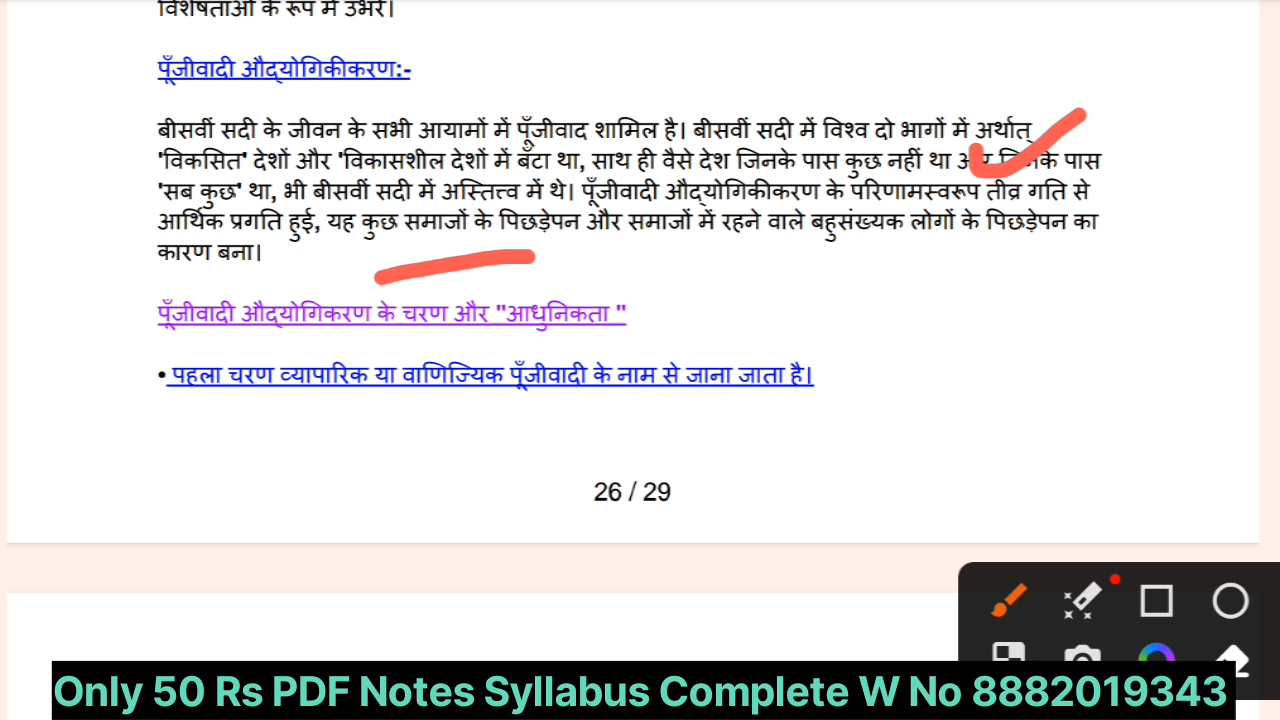 विशेषताओं के रूप में उभरे।
पूँजीवादी औद्योगिकीकरण:-
बीसवीं सदी के जीवन के सभी आयामों में पूँजीवाद शामिल है। बीसवीं सदी में विश्व दो भागों में अर्थात्
'विकसित' देशों और 'विकासशील देशों में बँटा था, साथ ही वैसे देश जिनके पास कुछ नहीं था और जिनके पास
'सब कुछ' था, भी बीसवीं सदी में अस्तित्त्व में थे। पूँजीवादी औद्योगिकीकरण के परिणामस्वरूप तीव्र गति से
आर्थिक प्रगति हुई, यह कुछ समाजों के पिछड़ेपन और समाजों में रहने वाले बहुसंख्यक लोगों के पिछड़ेपन का
कारण बना।
पूँजीवादी औद्योगिकरण के चरण और "आधुनिकता "
• पहला चरण व्यापारिक या वाणिज्यिक पूँजीवादी के नाम से जाना जाता है।
26 / 29
Only 50 Rs PDF Notes Syllabus Complete W No 8882019343